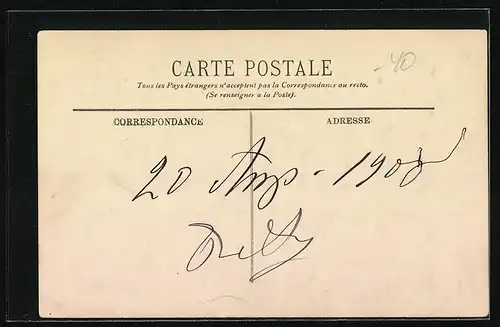 -40
CARTE POSTALE
Tous les Pays étrangers n'acceptent pas la Correspondance au recto.
(Se renseigner a la Poste).
CORRESPONDANCE ADRESSE
20 1908